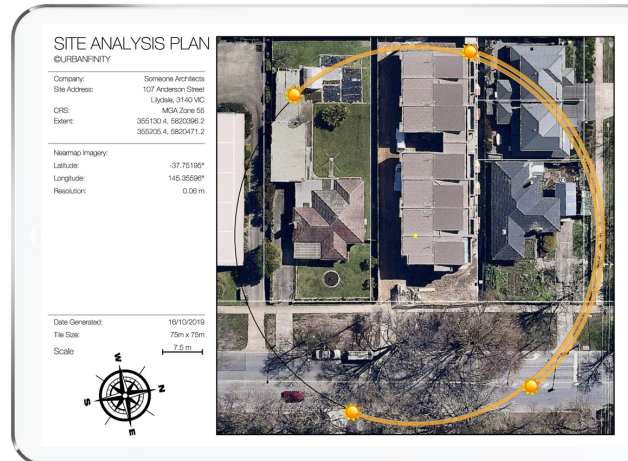 SITE ANALYSIS PLAN
©URBANFINITY
Company: Someone Architects
Site Address: 107 Anderson Street
Lilydale, 3140 VIC
CRS: MGA Zone 55
Extent: 355130.4, 5820396.2
355205.4, 5820471.2
Nearmap Imagery:
Latitude: -37.75195°
Longitude: 145.35596°
Resolution: 0.06 m
Date Generated: 16/10/2019
Tile Size: 75m x 75m
Scale 7.5 m
W
S N
E